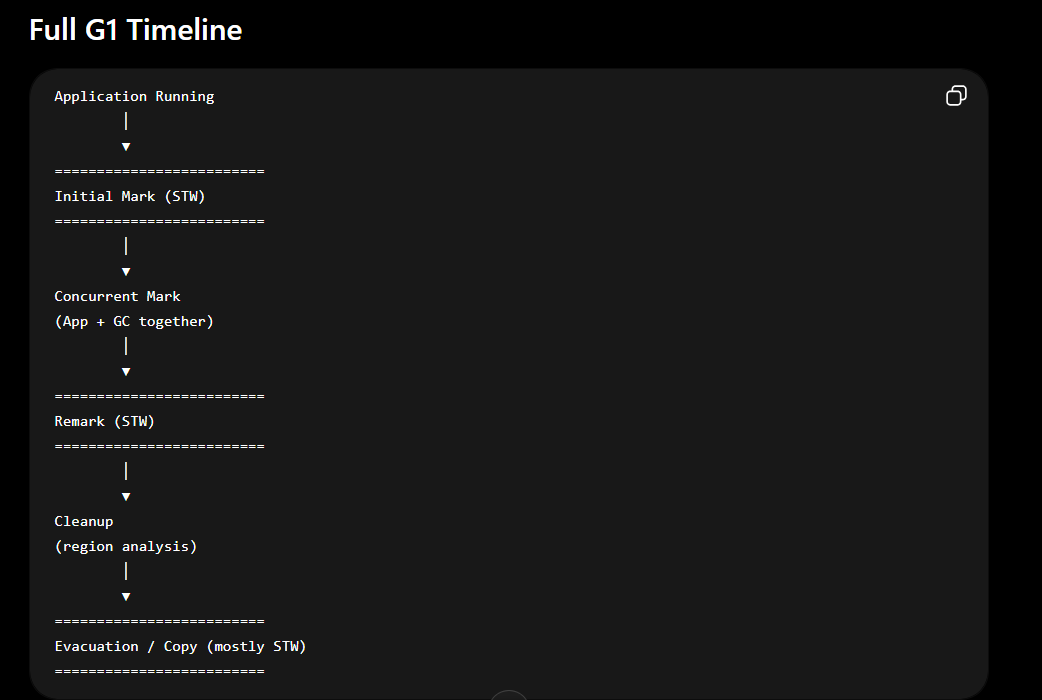 Full G1 Timeline
Application Running
│
▼
=========================
Initial Mark (STW)
=========================
│
▼
Concurrent Mark
(App + GC together)
│
▼
=========================
Remark (STW)
=========================
│
▼
Cleanup
(region analysis)
│
▼
=========================
Evacuation / Copy (mostly STW)
=========================